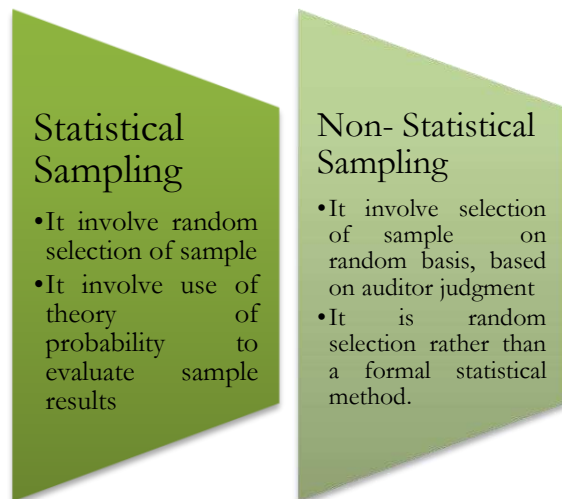 Statistical
Sampling
•It involve random
selection of sample
•It involve use of
theory of
probability to
evaluate sample
results
Non- Statistical
Sampling
•It involve selection
of sample on
random basis, based
on auditor judgment
•It is random
selection rather than
a formal statistical
method.